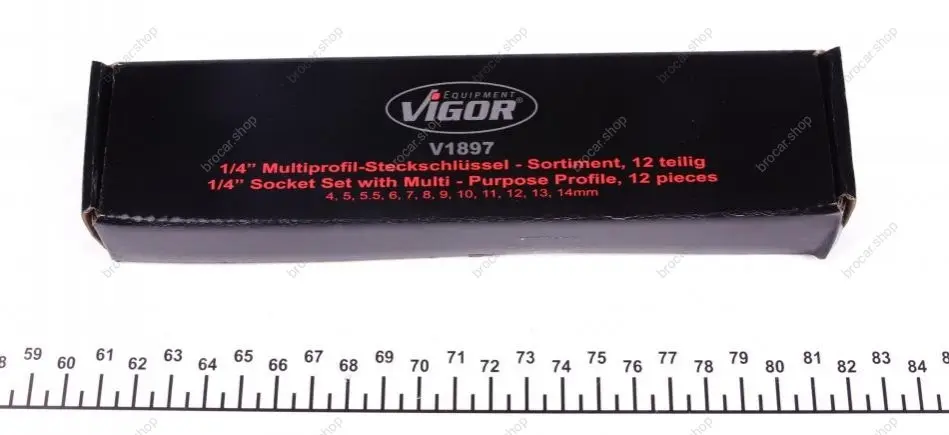 EQUIPMENT
VIGOR®
V1897
1/4” Multiprofil-Steckschlüssel - Sortiment, 12 teilig
1/4” Socket Set with Multi - Purpose Profile, 12 pieces
4, 5, 5.5, 6, 7, 8, 9, 10, 11, 12, 13, 14mm
59 60 61 62 63 64 65 66 67 68 69 70 71 72 73 74 75 76 77 78 79 80 81 82 83 84
brocar.shop